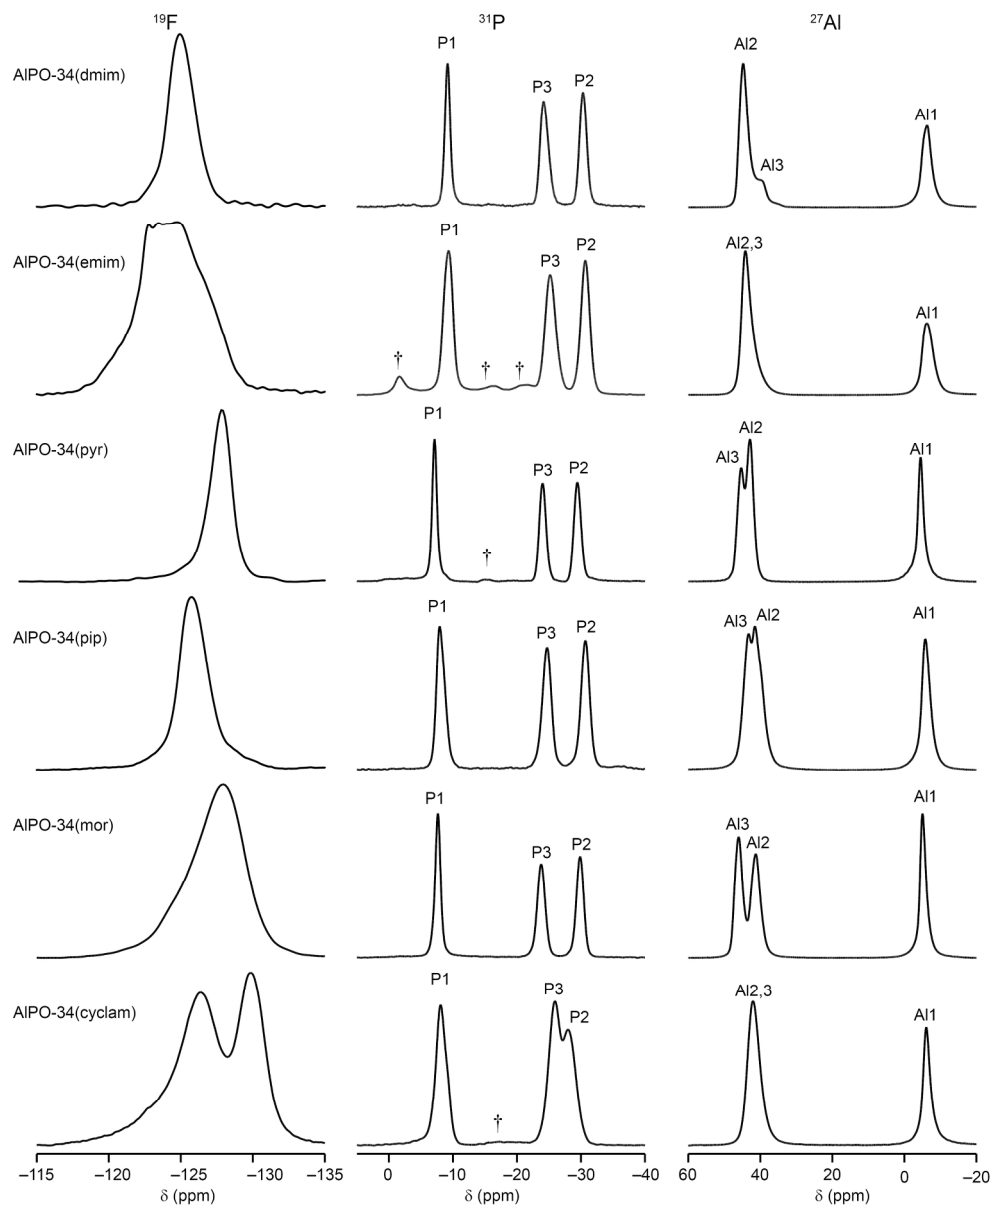 ¹⁹F ³¹P ²⁷Al
AlPO-34(dmim) P1 P3 P2 Al2 Al3 Al1
AlPO-34(emim) P1 P3 P2 † † † Al2,3 Al1
AlPO-34(pyr) P1 P3 P2 † Al3 Al2 Al1
AlPO-34(pip) P1 P3 P2 Al3 Al2 Al1
AlPO-34(mor) P1 P3 P2 Al3 Al2 Al1
AlPO-34(cyclam) P1 P3 P2 † Al2,3 Al1
–115 –120 –125 –130 –135 0 –10 –20 –30 –40 60 40 20 0 –20
δ (ppm) δ (ppm) δ (ppm)